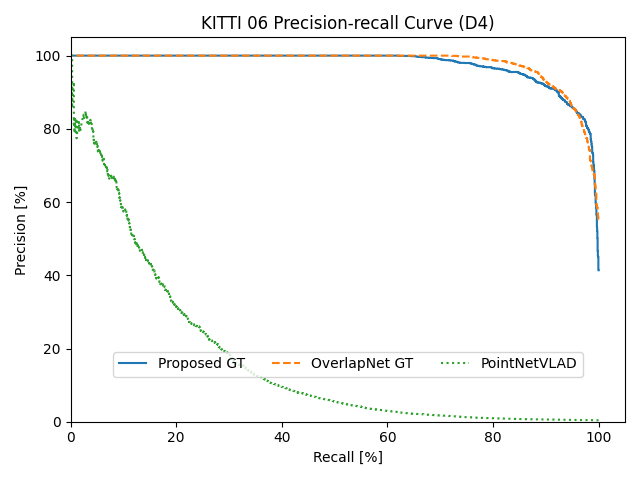 KITTI 06 Precision-recall Curve (D4)
Precision [%]
100
80
60
40
20
0
Proposed GT OverlapNet GT PointNetVLAD
0 20 40 60 80 100
Recall [%]